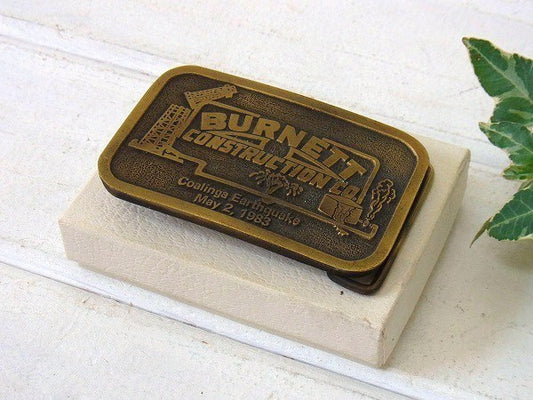 BURNETT
CONSTRUCTION CO.
Coalinga Earthquake
May 2, 1983